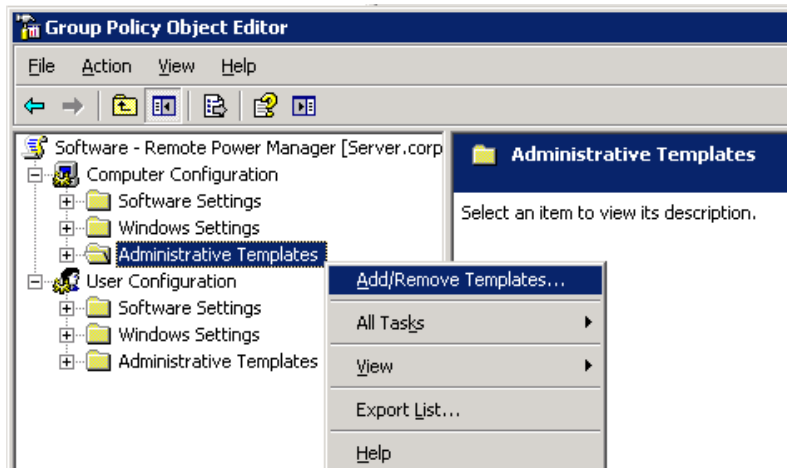 Group Policy Object Editor
File Action View Help
Software - Remote Power Manager [Server.corp
Computer Configuration
Software Settings
Windows Settings
Administrative Templates
User Configuration
Software Settings
Windows Settings
Administrative Templates
Administrative Templates
Select an item to view its description.
Add/Remove Templates...
All Tasks
View
Export List...
Help